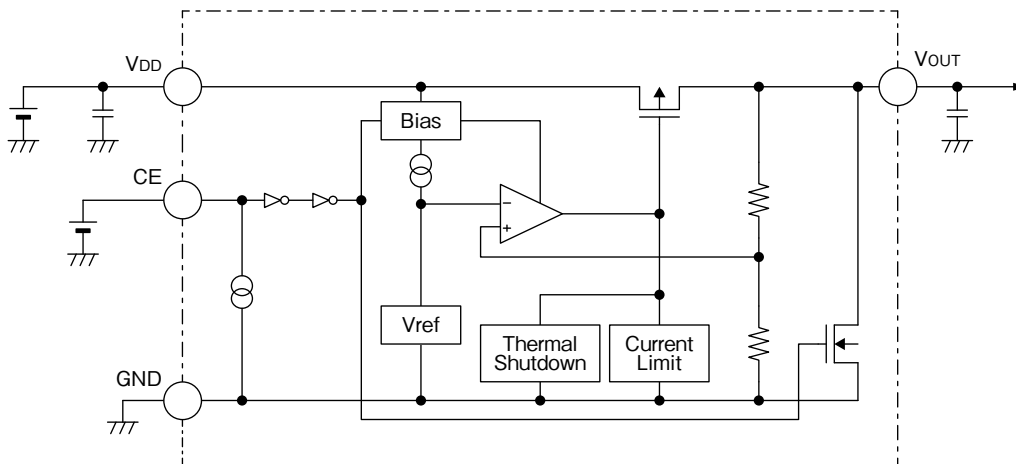 VDD
VOUT
Bias
CE
−
+
Vref
Thermal
Shutdown
Current
Limit
GND